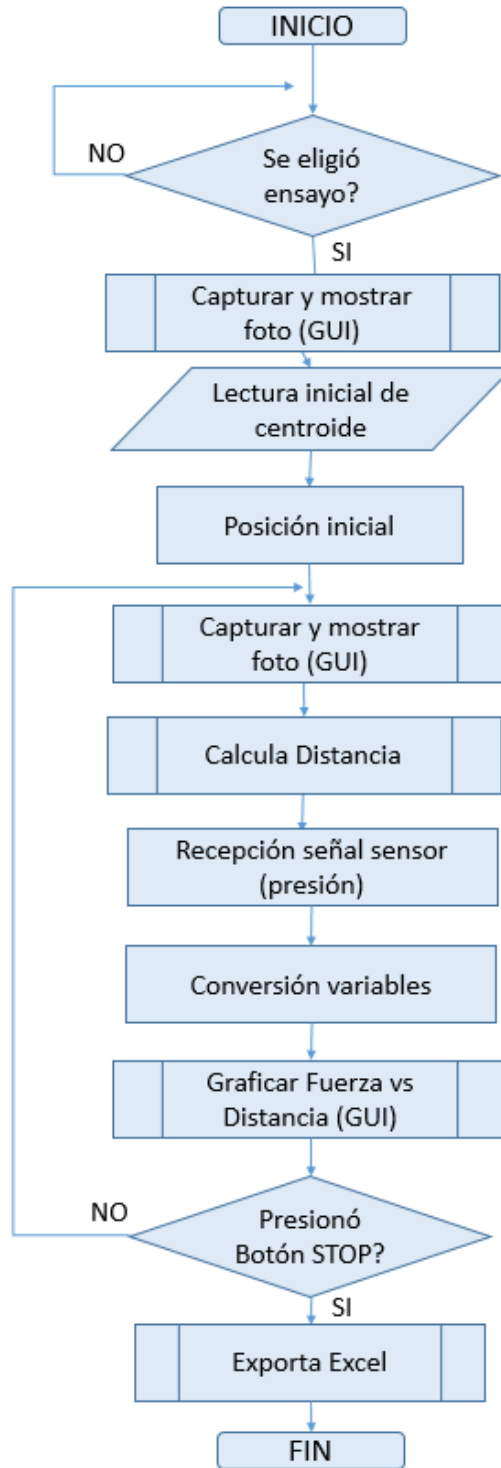 INICIO
NO
Se eligió
ensayo?
SI
Capturar y mostrar
foto (GUI)
Lectura inicial de
centroide
Posición inicial
Capturar y mostrar
foto (GUI)
Calcula Distancia
Recepción señal sensor
(presión)
Conversión variables
Graficar Fuerza vs
Distancia (GUI)
NO
Presionó
Botón STOP?
SI
Exporta Excel
FIN